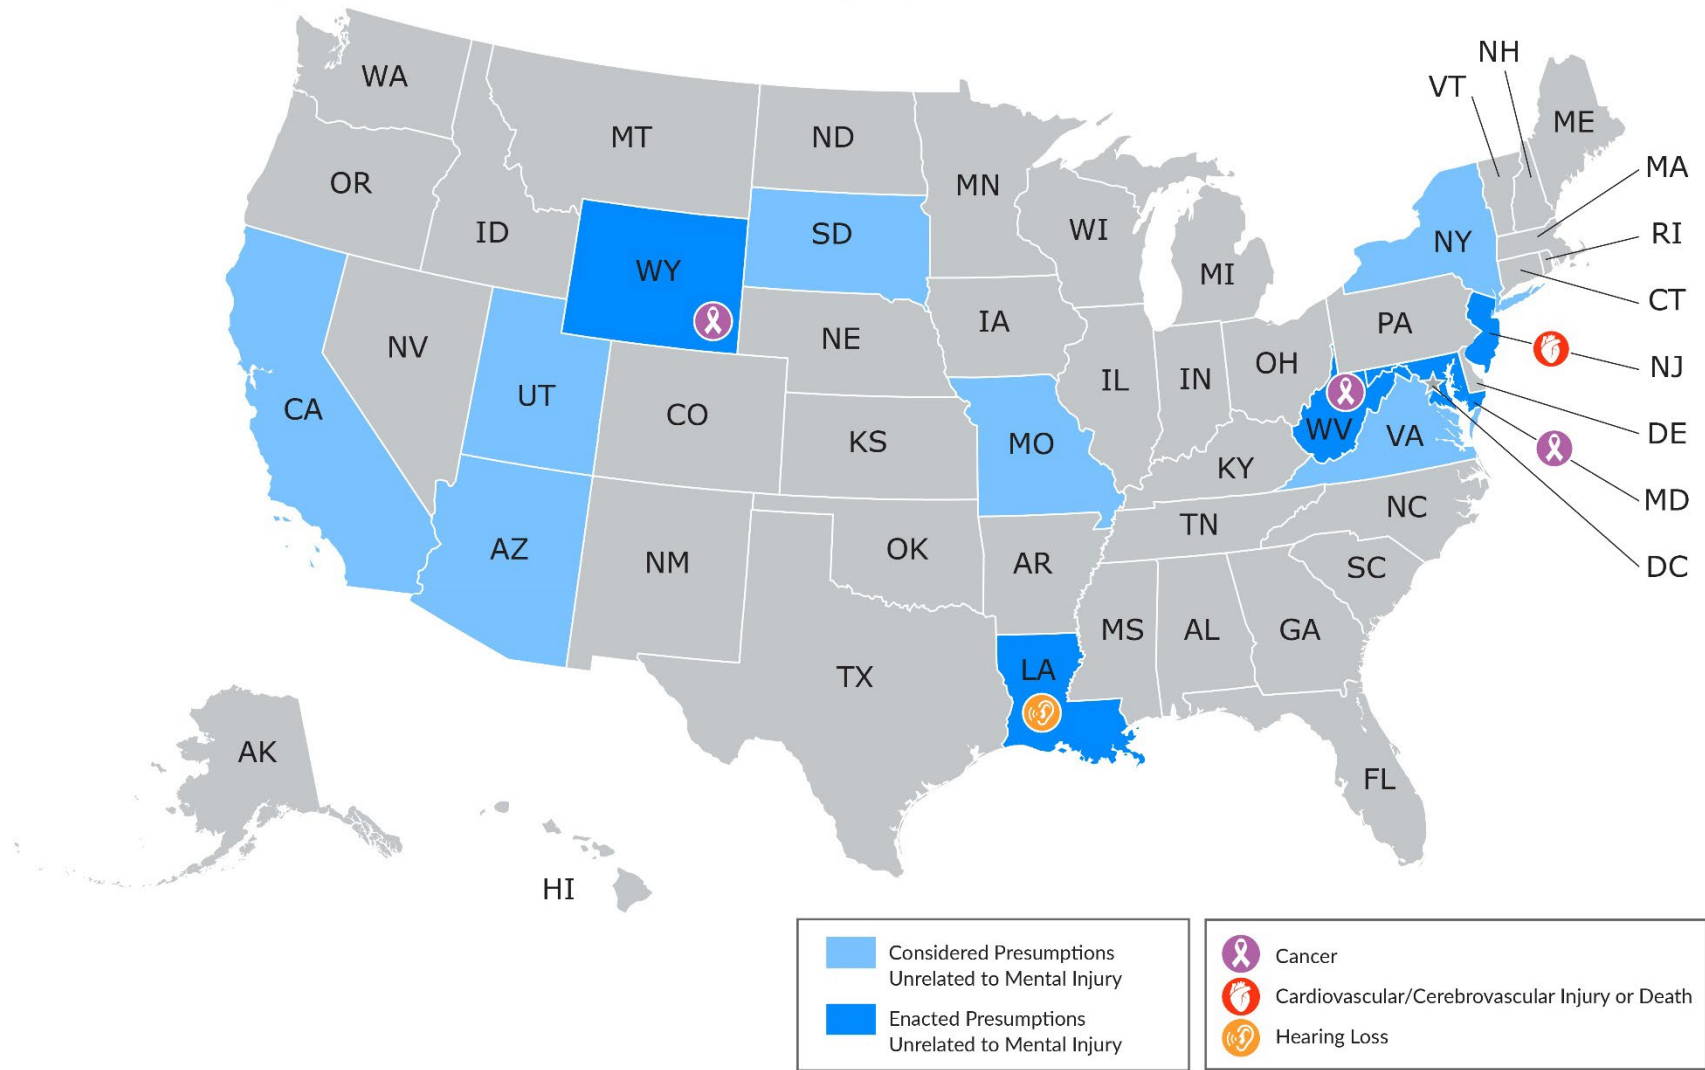 WA
MT
ND
MN
OR
ID
WY
SD
WI
MI
NY
VT
NH
ME
MA
RI
CT
NJ
DE
MD
DC
PA
IA
NE
NV
UT
CO
CA
KS
MO
IL
IN
OH
WV
VA
KY
NC
TN
SC
AZ
NM
OK
AR
MS
AL
GA
LA
TX
FL
AK
HI
Considered Presumptions
Unrelated to Mental Injury
Enacted Presumptions
Unrelated to Mental Injury
Cancer
Cardiovascular/Cerebrovascular Injury or Death
Hearing Loss